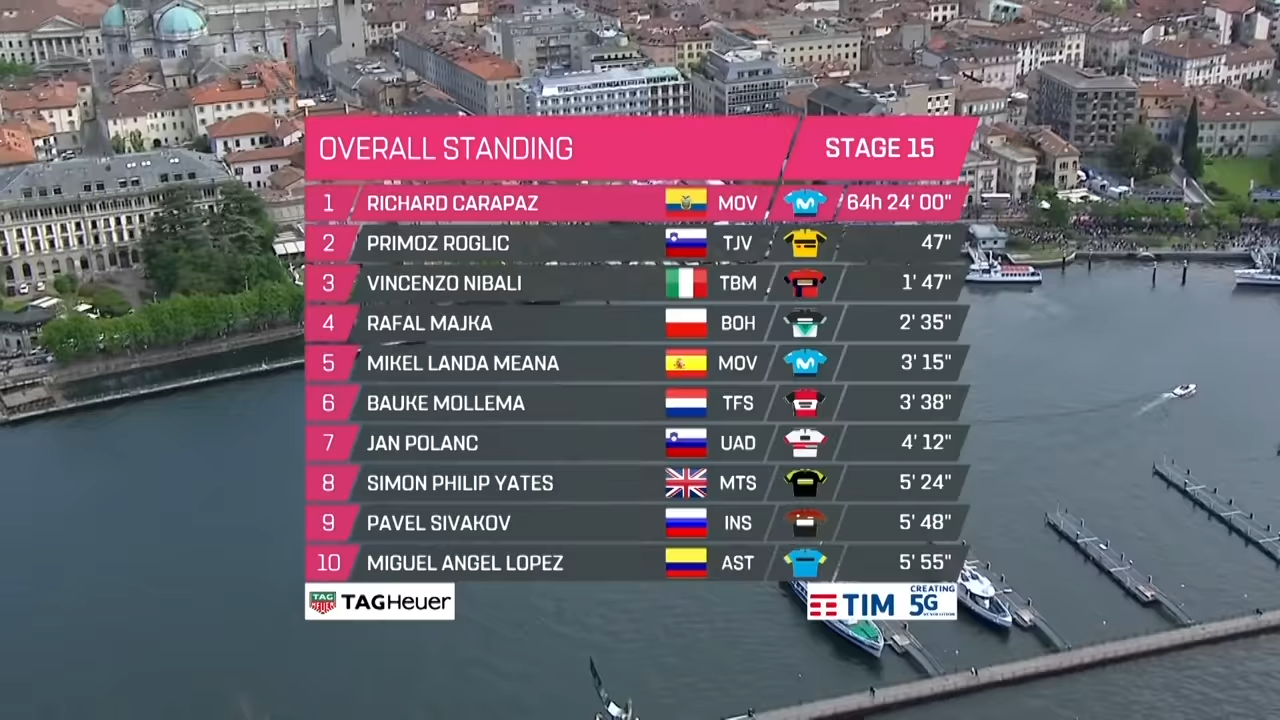 OVERALL STANDING STAGE 15
1 RICHARD CARAPAZ MOV 64h 24' 00"
2 PRIMOZ ROGLIC TJV 47"
3 VINCENZO NIBALI TBM 1' 47"
4 RAFAL MAJKA BOH 2' 35"
5 MIKEL LANDA MEANA MOV 3' 15"
6 BAUKE MOLLEMA TFS 3' 38"
7 JAN POLANC UAD 4' 12"
8 SIMON PHILIP YATES MTS 5' 24"
9 PAVEL SIVAKOV INS 5' 48"
10 MIGUEL ANGEL LOPEZ AST 5' 55"
TAG HEUER TAGHeuer
TIM CREATING 5G